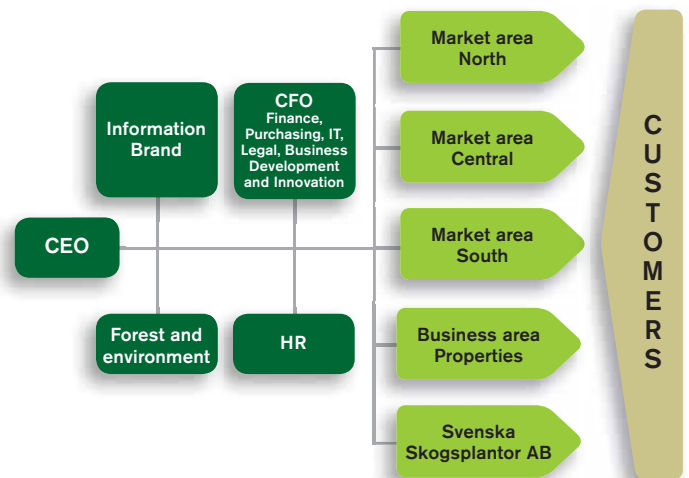 CEO
Information
Brand
CFO
Finance,
Purchasing, IT,
Legal, Business
Development
and Innovation
Forest and
environment
HR
Market area
North
Market area
Central
Market area
South
Business area
Properties
Svenska
Skogsplantor AB
CUSTOMERS